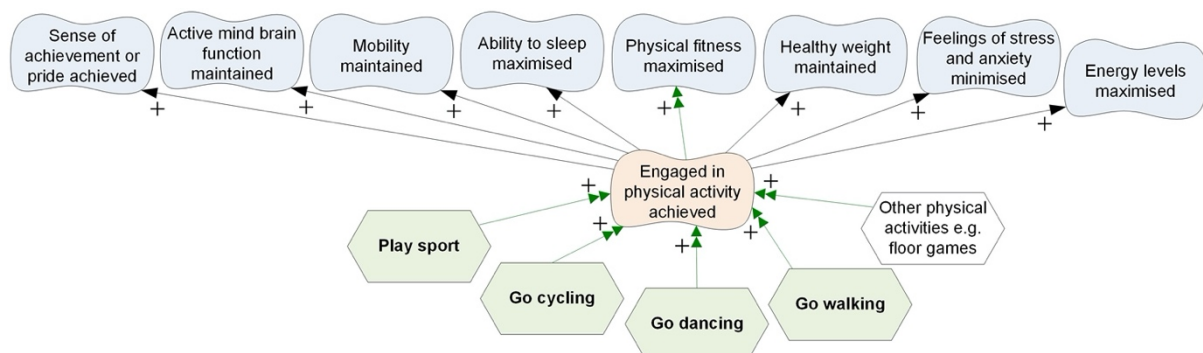 Sense of
achievement or
pride achieved
Active mind brain
function
maintained
Mobility
maintained
Ability to sleep
maximised
Physical fitness
maximised
Healthy weight
maintained
Feelings of stress
and anxiety
minimised
Energy levels
maximised
+
+
+
+
+
+
+
+
Engaged in
physical activity
achieved
+
+
+
+
+
Play sport
Go cycling
Go dancing
Go walking
Other physical
activities e.g.
floor games